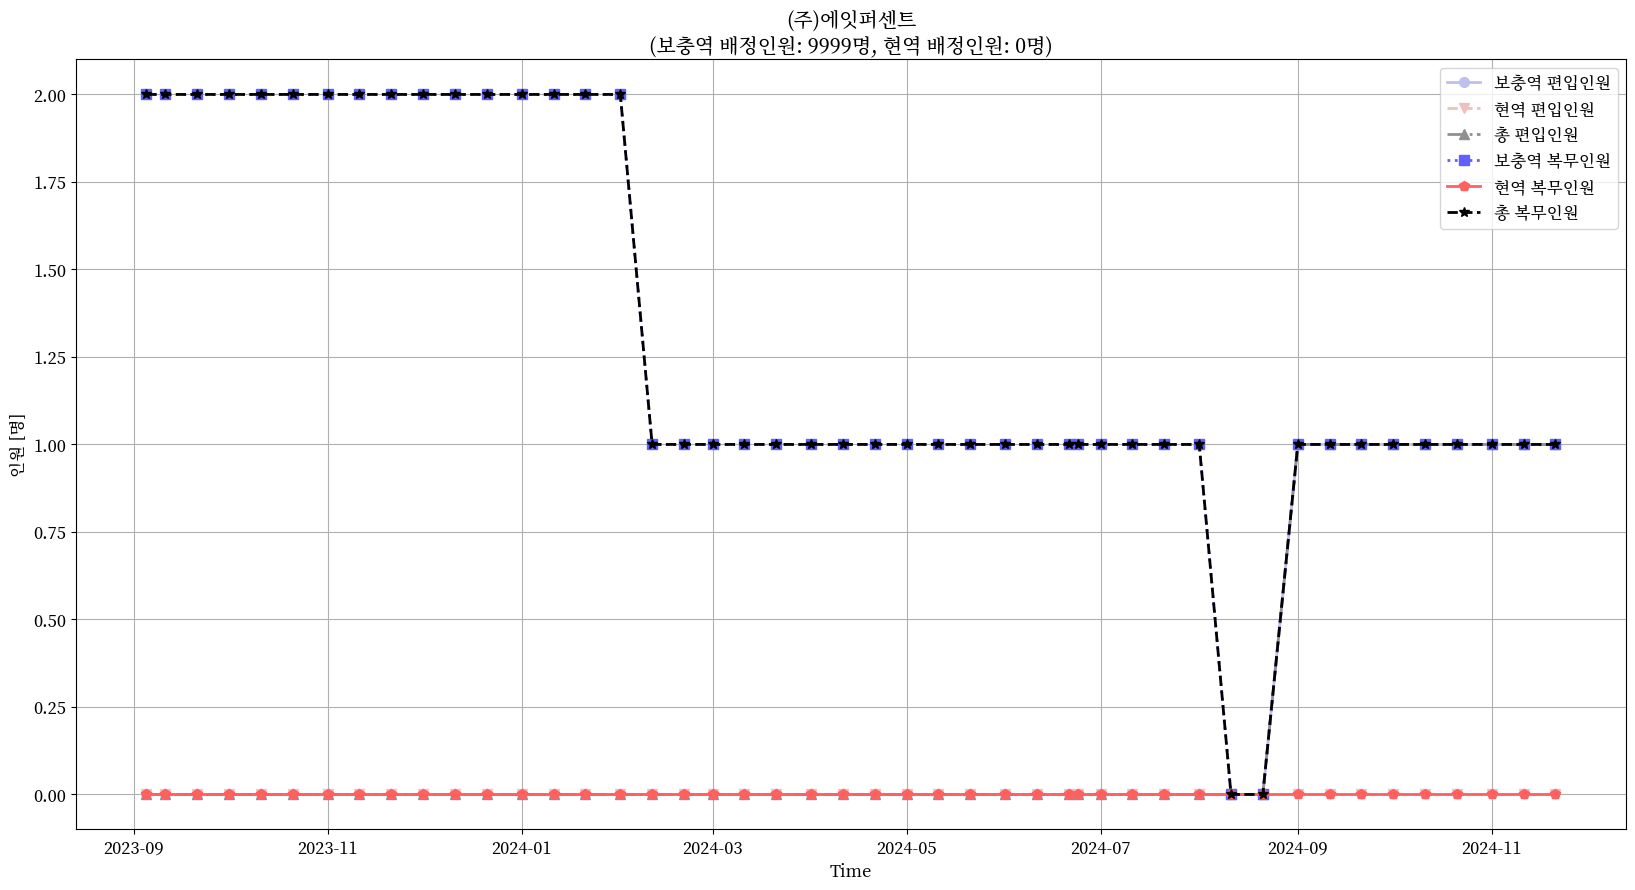 (주)에잇퍼센트
(보충역 배정인원: 9999명, 현역 배정인원: 0명)
보충역 편입인원
현역 편입인원
총 편입인원
보충역 복무인원
현역 복무인원
총 복무인원
인원 [명]
2.00
1.75
1.50
1.25
1.00
0.75
0.50
0.25
0.00
2023-09 2023-11 2024-01 2024-03 2024-05 2024-07 2024-09 2024-11
Time